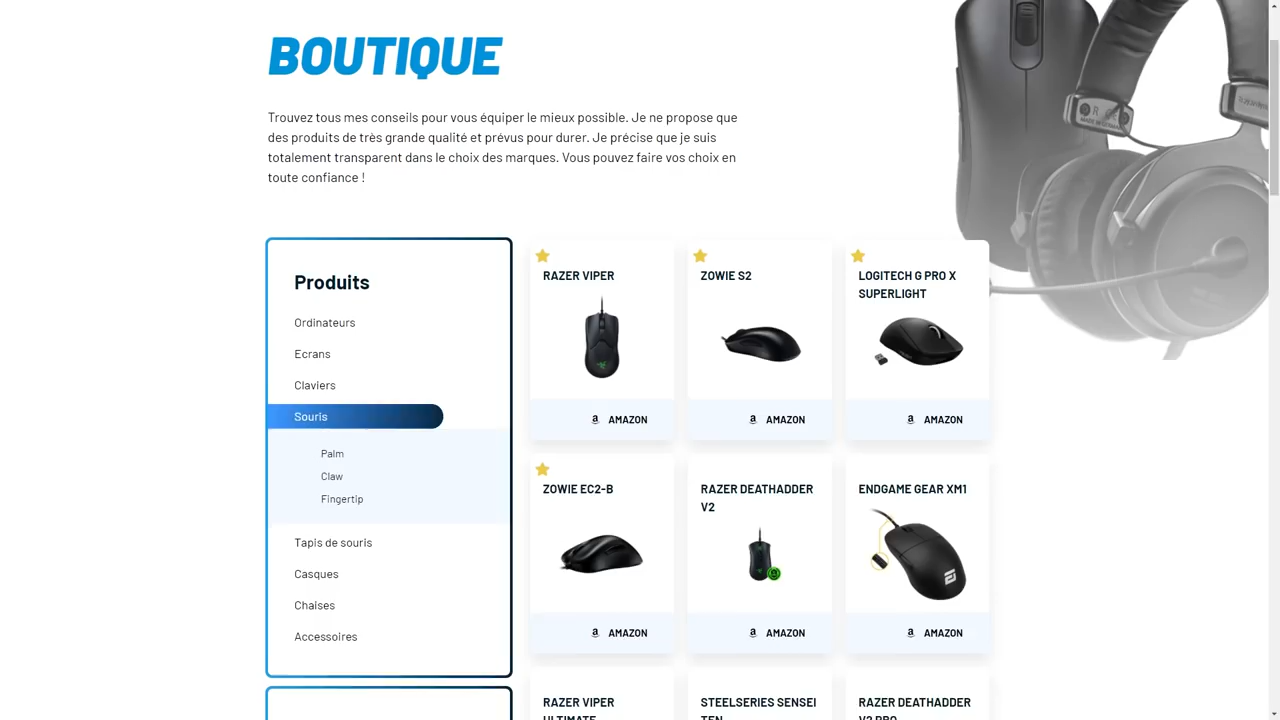 BOUTIQUE
Trouvez tous mes conseils pour vous équiper le mieux possible. Je ne propose que
des produits de très grande qualité et prévus pour durer. Je précise que je suis
totalement transparent dans le choix des marques. Vous pouvez faire vos choix en
toute confiance !
Produits
Ordinateurs
Ecrans
Claviers
Souris
Palm
Claw
Fingertip
Tapis de souris
Casques
Chaises
Accessoires
RAZER VIPER
AMAZON
ZOWIE S2
AMAZON
LOGITECH G PRO X
SUPERLIGHT
AMAZON
ZOWIE EC2-B
AMAZON
RAZER DEATHADDER
V2
AMAZON
ENDGAME GEAR XM1
AMAZON
RAZER VIPER
ULTIMATE
STEELSERIES SENSEI
TEN
RAZER DEATHADDER
V2 PRO